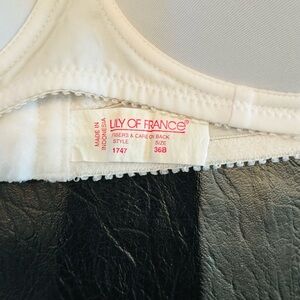 MADE IN
INDONESIA
LILY OF FRANCE®
FIBERS & CARE ON BACK
STYLE SIZE
1747 36B